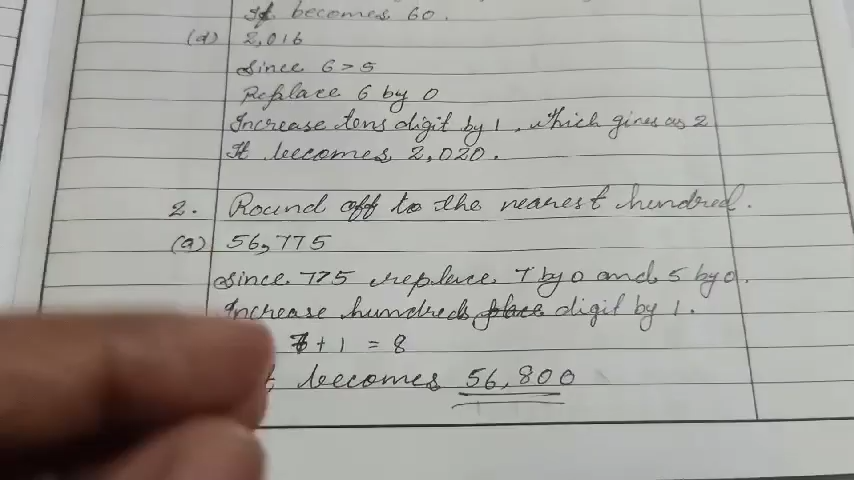 It becomes 60.
(d) 2,016
Since 6 > 5
Replace 6 by 0
Increase tens digit by 1, which gives as 2
It becomes 2,020.
2. Round off to the nearest hundred.
(a) 56,775
Since 7 > 5 replace 7 by 0 and 5 by 0.
Increase hundreds place digit by 1.
7 + 1 = 8
becomes 56,800